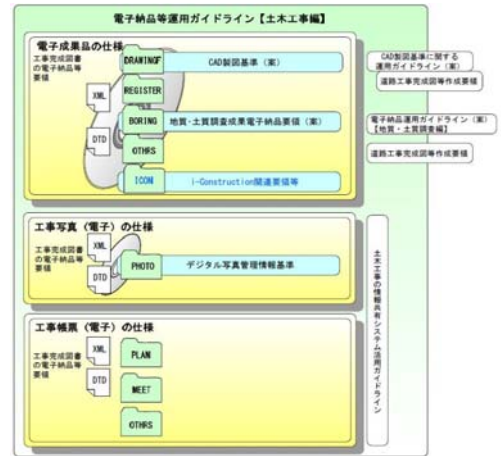 電子納品等運用ガイドライン【土木工事編】
電子成果品の仕様
工事完成図書
の電子納品等
要領
XML
DTD
DRAWINGF
CAD製図基準（案）
REGISTER
BORING
地質・土質調査成果電子納品要領（案）
OTHRS
ICON
i-Construction関連要領等
CAD製図基準に関する
運用ガイドライン（案）
道路工事完成図等作成要領
電子納品運用ガイドライン（案）
【地質・土質調査編】
道路工事完成図等作成要領
工事写真（電子）の仕様
工事完成図書
の電子納品等
要領
XML
DTD
PHOTO
デジタル写真管理情報基準
工事帳票（電子）の仕様
工事完成図書
の電子納品等
要領
XML
DTD
PLAN
MEET
OTHRS
土木工事の情報共有システム活用ガイドライン